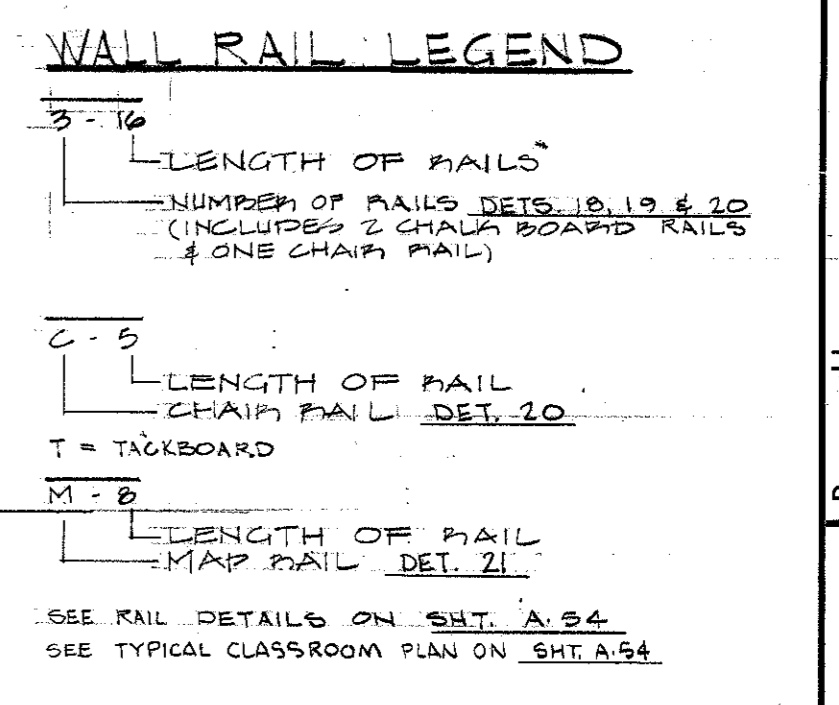 WALL RAIL LEGEND
3 - 16
LENGTH OF RAILS
NUMBER OF RAILS DETS. 18, 19 & 20
(INCLUDES 2 CHALK BOARD RAILS
& ONE CHAIR RAIL)
C - 5
LENGTH OF RAIL
CHAIR RAIL DET. 20
T = TACKBOARD
M - 8
LENGTH OF RAIL
MAP RAIL DET. 21
SEE RAIL DETAILS ON SHT. A.54
SEE TYPICAL CLASSROOM PLAN ON SHT. A.54